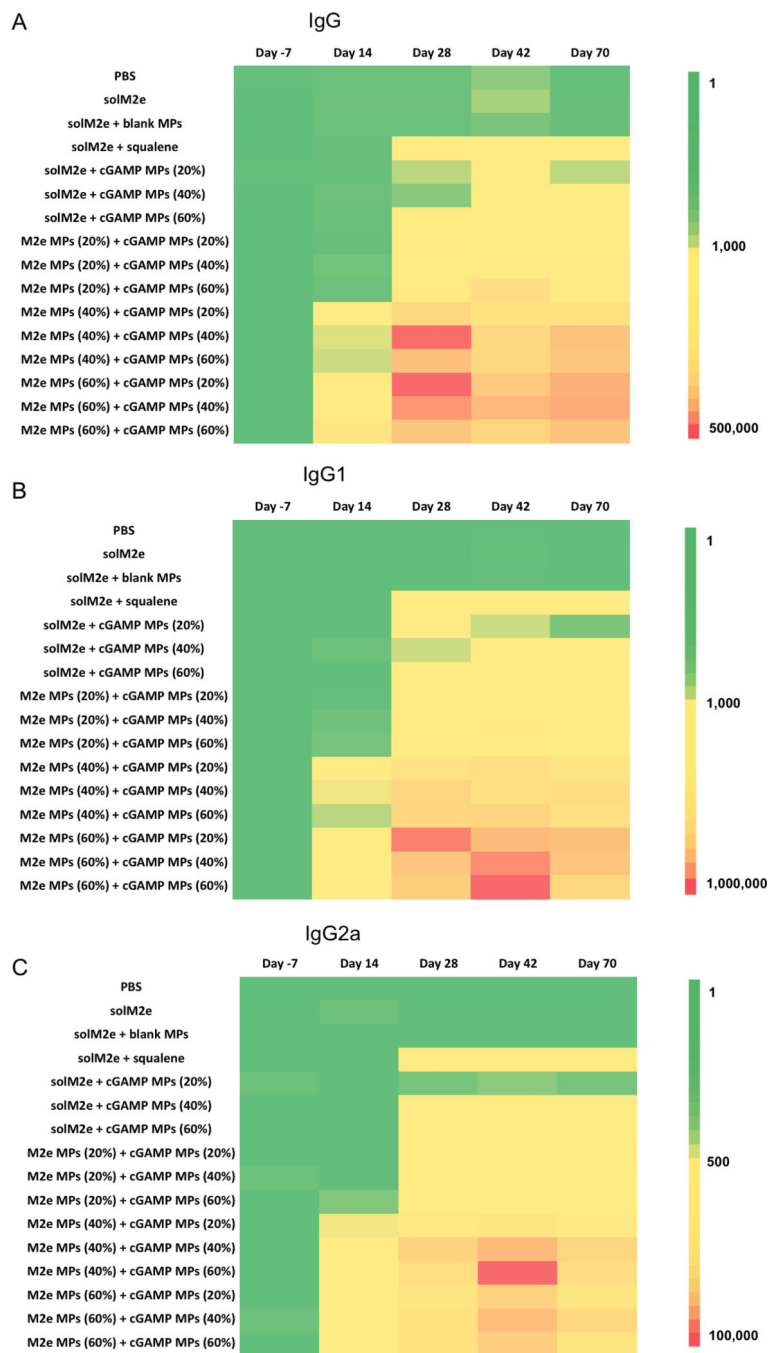 A
IgG
Day -7 Day 14 Day 28 Day 42 Day 70
PBS
solM2e
solM2e + blank MPs
solM2e + squalene
solM2e + cGAMP MPs (20%)
solM2e + cGAMP MPs (40%)
solM2e + cGAMP MPs (60%)
M2e MPs (20%) + cGAMP MPs (20%)
M2e MPs (20%) + cGAMP MPs (40%)
M2e MPs (20%) + cGAMP MPs (60%)
M2e MPs (40%) + cGAMP MPs (20%)
M2e MPs (40%) + cGAMP MPs (40%)
M2e MPs (40%) + cGAMP MPs (60%)
M2e MPs (60%) + cGAMP MPs (20%)
M2e MPs (60%) + cGAMP MPs (40%)
M2e MPs (60%) + cGAMP MPs (60%)
1
1,000
500,000
B
IgG1
Day -7 Day 14 Day 28 Day 42 Day 70
PBS
solM2e
solM2e + blank MPs
solM2e + squalene
solM2e + cGAMP MPs (20%)
solM2e + cGAMP MPs (40%)
solM2e + cGAMP MPs (60%)
M2e MPs (20%) + cGAMP MPs (20%)
M2e MPs (20%) + cGAMP MPs (40%)
M2e MPs (20%) + cGAMP MPs (60%)
M2e MPs (40%) + cGAMP MPs (20%)
M2e MPs (40%) + cGAMP MPs (40%)
M2e MPs (40%) + cGAMP MPs (60%)
M2e MPs (60%) + cGAMP MPs (20%)
M2e MPs (60%) + cGAMP MPs (40%)
M2e MPs (60%) + cGAMP MPs (60%)
1
1,000
1,000,000
C
IgG2a
Day -7 Day 14 Day 28 Day 42 Day 70
PBS
solM2e
solM2e + blank MPs
solM2e + squalene
solM2e + cGAMP MPs (20%)
solM2e + cGAMP MPs (40%)
solM2e + cGAMP MPs (60%)
M2e MPs (20%) + cGAMP MPs (20%)
M2e MPs (20%) + cGAMP MPs (40%)
M2e MPs (20%) + cGAMP MPs (60%)
M2e MPs (40%) + cGAMP MPs (20%)
M2e MPs (40%) + cGAMP MPs (40%)
M2e MPs (40%) + cGAMP MPs (60%)
M2e MPs (60%) + cGAMP MPs (20%)
M2e MPs (60%) + cGAMP MPs (40%)
M2e MPs (60%) + cGAMP MPs (60%)
1
500
100,000